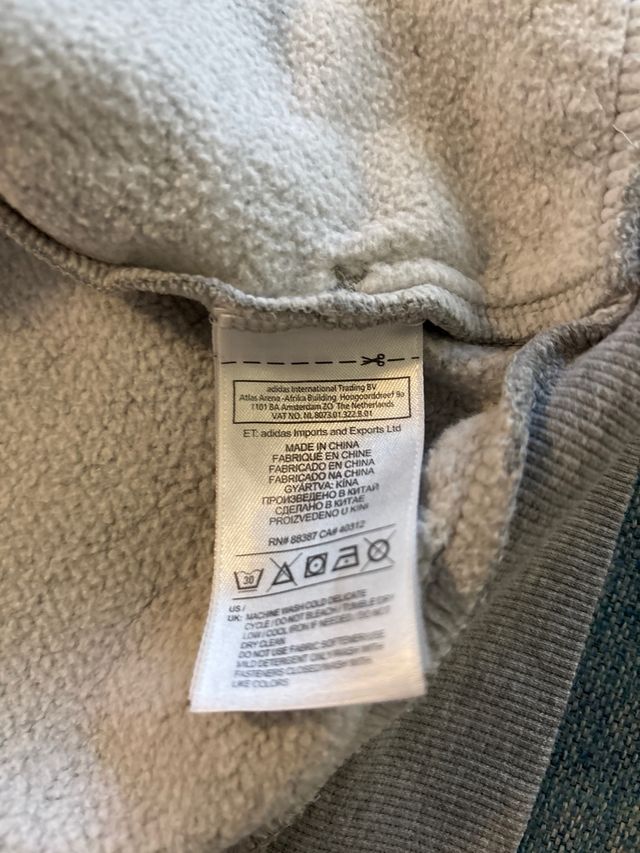 adidas International Trading BV
Atlas Arena -Afrika Building Hoogoorddreef 9a
1101 BA Amsterdam ZO The Netherlands
VAT NO. NL 8073.01.322.B.01
ET: adidas Imports and Exports Ltd
MADE IN CHINA
FABRIQUÉ EN CHINE
FABRICADO EN CHINA
FABRICADO NA CHINA
GYÁRTVA: KÍNA
ПРОИЗВЕДЕНО В КИТАЙ
СДЕЛАНО В КИТАЕ
PROIZVEDENO U KINI
RN# 88387 CA# 40312
30
US /
UK: MACHINE WASH COLD DELICATE
CYCLE / DO NOT BLEACH / TUMBLE DRY
LOW / COOL IRON IF NEEDED / DO NOT
DRY CLEAN
DO NOT USE FABRIC SOFTENER/USE
MILD DETERGENT ONLY/WASH WITH
FASTENERS CLOSED/WASH WITH
LIKE COLORS